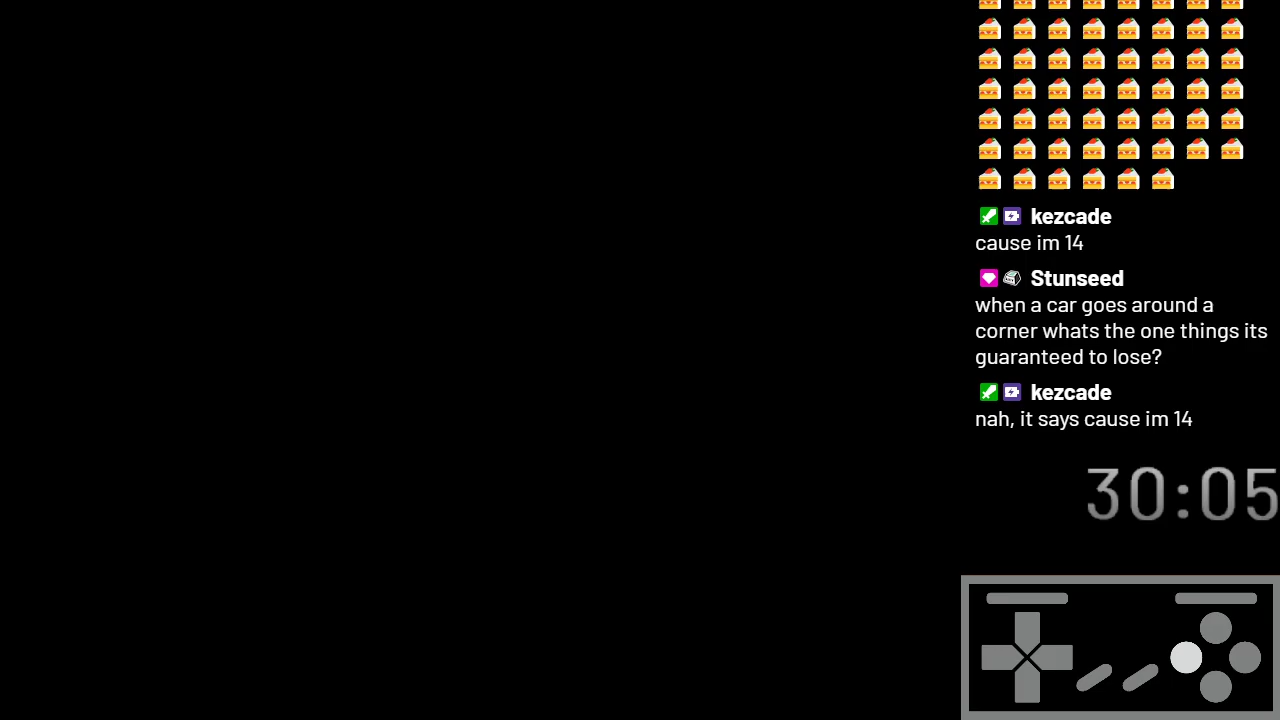 kezcade
cause im 14
Stunseed
when a car goes around a
corner whats the one things its
guaranteed to lose?
kezcade
nah, it says cause im 14
30:05